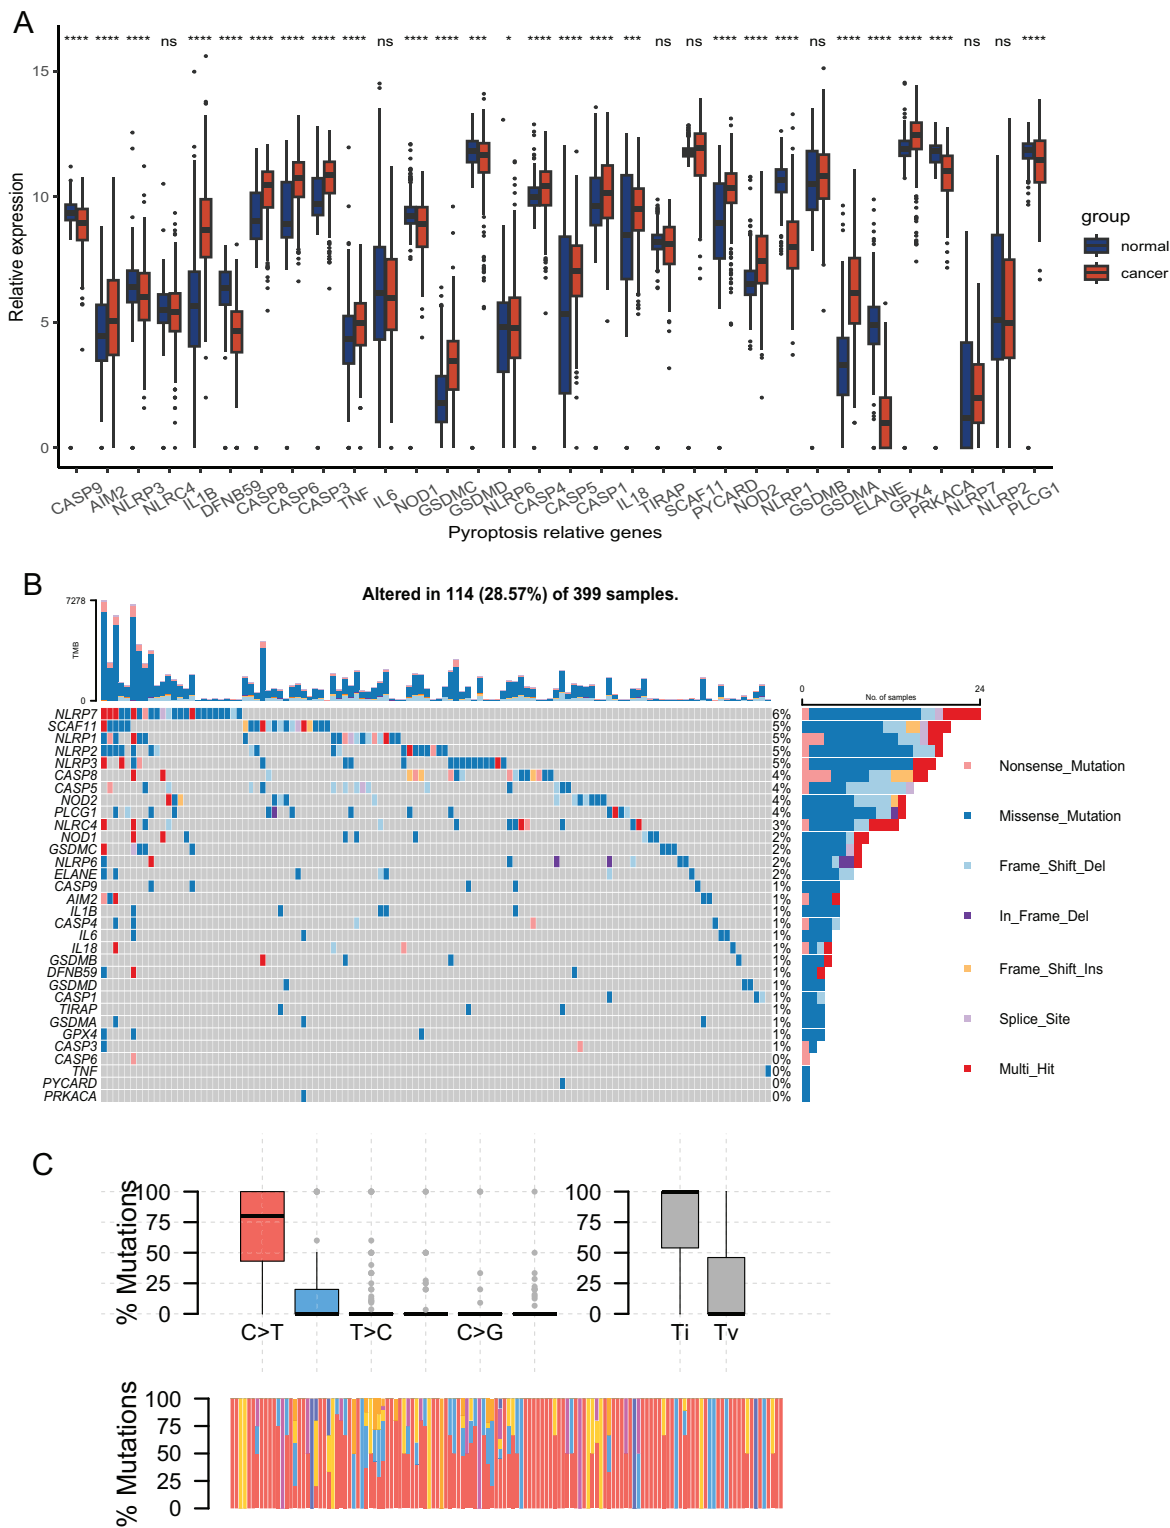 A
**** **** **** ns **** **** **** **** **** **** ns **** **** *** * **** **** **** *** ns ns **** **** **** ns **** **** **** **** ns ns ****
Relative expression
15
10
5
0
group
normal
cancer
CASP9 AIM2 NLRP3 NLRC4 IL1B DFNB59 CASP8 CASP6 CASP3 TNF IL6 NOD1 GSDMC GSDMD NLRP6 CASP4 CASP5 CASP1 IL18 TIRAP SCAF11 PYCARD NOD2 NLRP1 GSDMB GSDMA ELANE GPX4 PRKACA NLRP7 NLRP2 PLCG1
Pyroptosis relative genes
B
Altered in 114 (28.57%) of 399 samples.
7278
TMB
0
0 No. of samples 24
NLRP7 6%
SCAF11 5%
NLRP1 5%
NLRP2 5%
NLRP3 5%
CASP8 4%
CASP5 4%
NOD2 4%
PLCG1 4%
NLRC4 3%
NOD1 2%
GSDMC 2%
NLRP6 2%
ELANE 2%
CASP9 1%
AIM2 1%
IL1B 1%
CASP4 1%
IL6 1%
IL18 1%
GSDMB 1%
DFNB59 1%
GSDMD 1%
CASP1 1%
TIRAP 1%
GSDMA 1%
GPX4 1%
CASP3 1%
CASP6 0%
TNF 0%
PYCARD 0%
PRKACA 0%
Nonsense_Mutation
Missense_Mutation
Frame_Shift_Del
In_Frame_Del
Frame_Shift_Ins
Splice_Site
Multi_Hit
C
% Mutations
100
75
50
25
0
C>T T>C C>G
% Mutations
100
75
50
25
0
Ti Tv
% Mutations
100
75
50
25
0